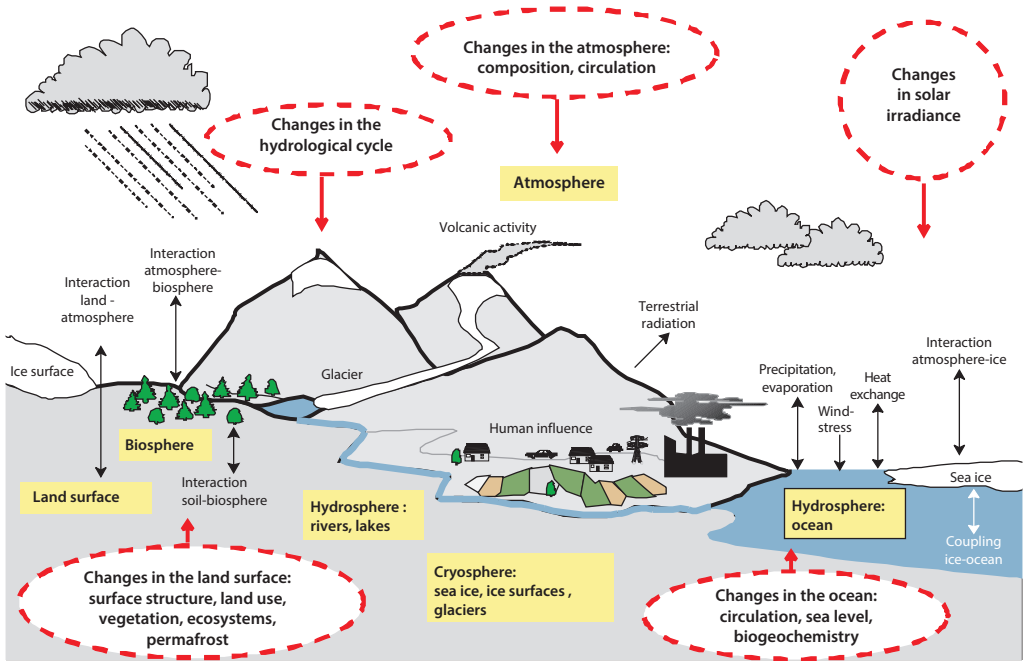 Changes in the atmosphere:
composition, circulation
Changes
in solar
irradiance
Changes in the
hydrological cycle
Atmosphere
Volcanic activity
Interaction
atmosphere-
biosphere
Interaction
land -
atmosphere
Terrestrial
radiation
Interaction
atmosphere-ice
Ice surface
Glacier
Precipitation,
evaporation
Heat
exchange
Wind-
stress
Human influence
Biosphere
Sea ice
Land surface
Interaction
soil-biosphere
Hydrosphere :
rivers, lakes
Hydrosphere:
ocean
Coupling
ice-ocean
Cryosphere:
sea ice, ice surfaces ,
glaciers
Changes in the land surface:
surface structure, land use,
vegetation, ecosystems,
permafrost
Changes in the ocean:
circulation, sea level,
biogeochemistry